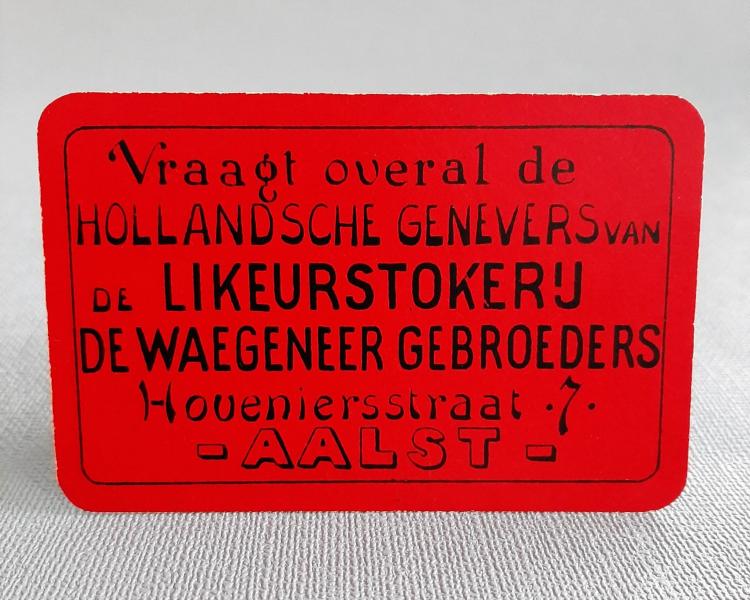 Vraagt overal de
HOLLANDSCHE GENEVERS VAN
DE LIKEURSTOKERIJ
DE WAEGENEER GEBROEDERS
Hoveniersstraat .7.
- AALST -